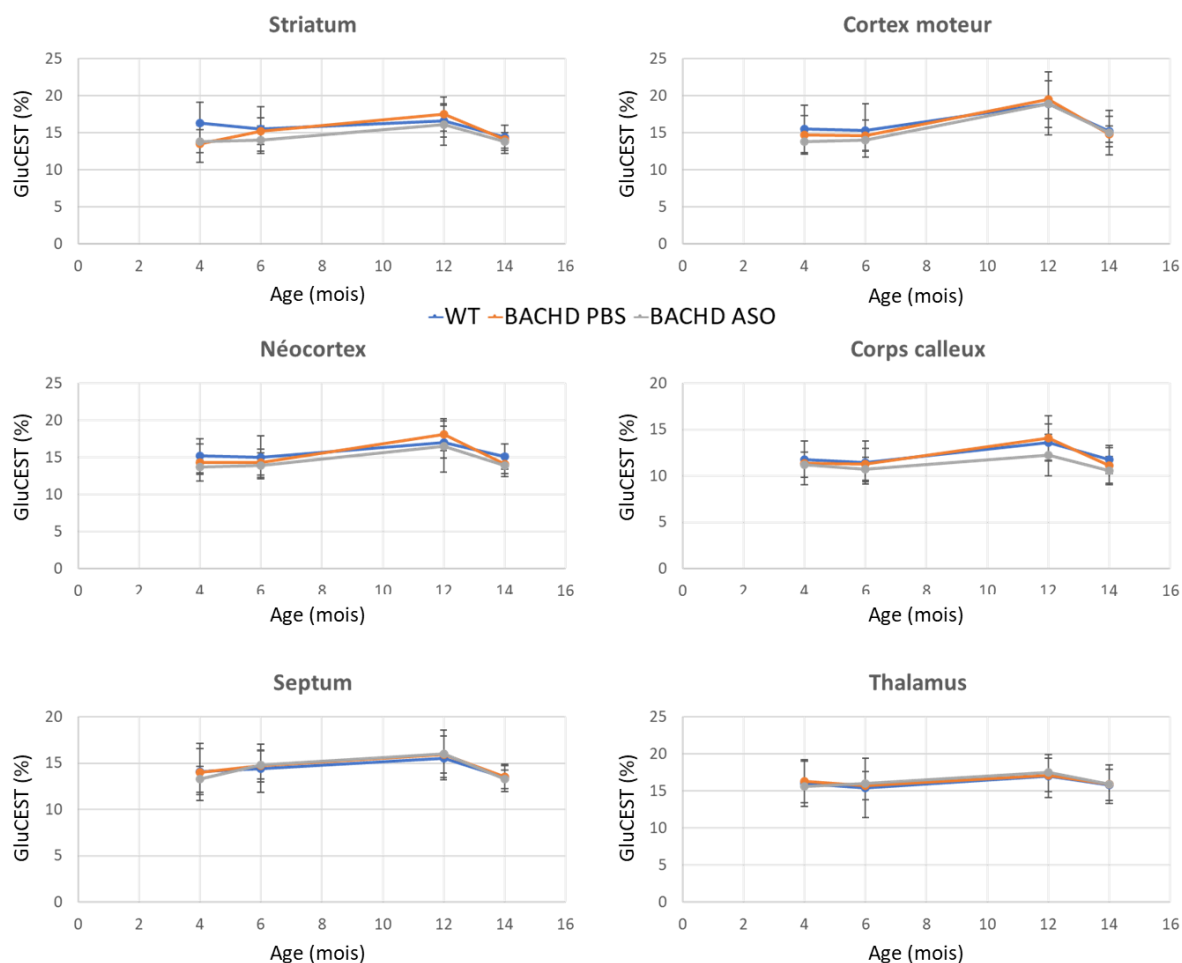 Striatum
25
20
15
10
5
0
0 2 4 6 8 10 12 14 16
GluCEST (%)
Age (mois)
Cortex moteur
25
20
15
10
5
0
0 2 4 6 8 10 12 14 16
GluCEST (%)
Age (mois)
WT BACHD PBS BACHD ASO
Néocortex
25
20
15
10
5
0
0 2 4 6 8 10 12 14 16
GluCEST (%)
Age (mois)
Corps calleux
20
15
10
5
0
0 2 4 6 8 10 12 14 16
GluCEST (%)
Age (mois)
Septum
20
15
10
5
0
0 2 4 6 8 10 12 14 16
GluCEST (%)
Age (mois)
Thalamus
25
20
15
10
5
0
0 2 4 6 8 10 12 14 16
GluCEST (%)
Age (mois)